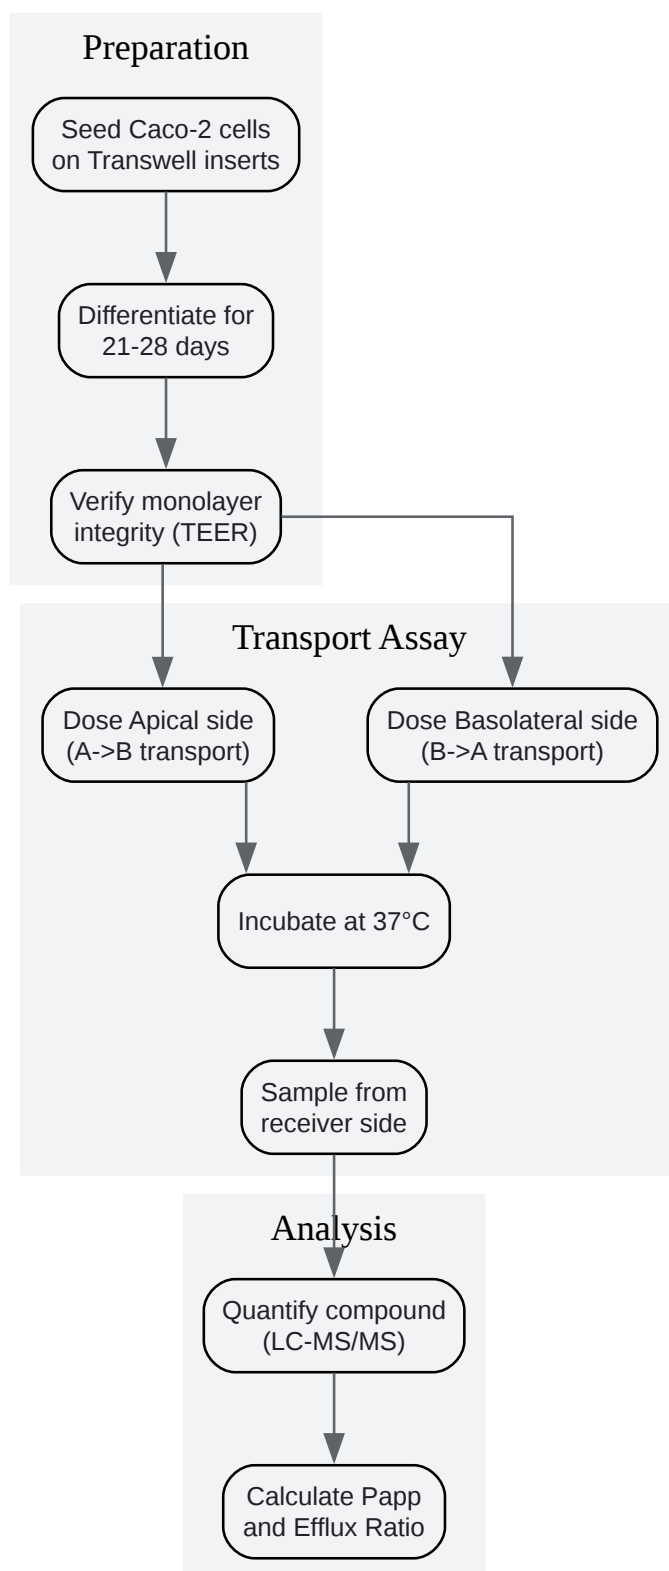 Preparation
Seed Caco-2 cells
on Transwell inserts
Differentiate for
21-28 days
Verify monolayer
integrity (TEER)
Transport Assay
Dose Apical side
(A->B transport)
Dose Basolateral side
(B->A transport)
Incubate at 37°C
Sample from
receiver side
Analysis
Quantify compound
(LC-MS/MS)
Calculate Papp
and Efflux Ratio